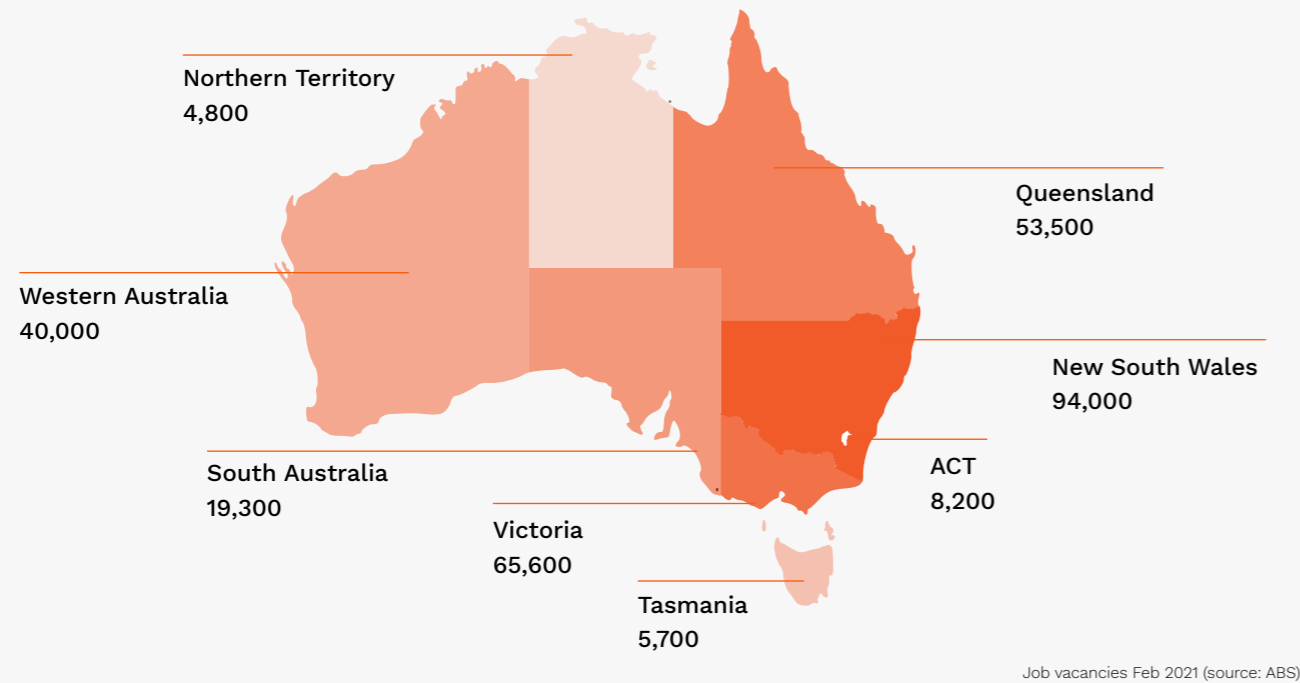 Northern Territory
4,800
Queensland
53,500
Western Australia
40,000
New South Wales
94,000
South Australia
19,300
ACT
8,200
Victoria
65,600
Tasmania
5,700
Job vacancies Feb 2021 (source: ABS)